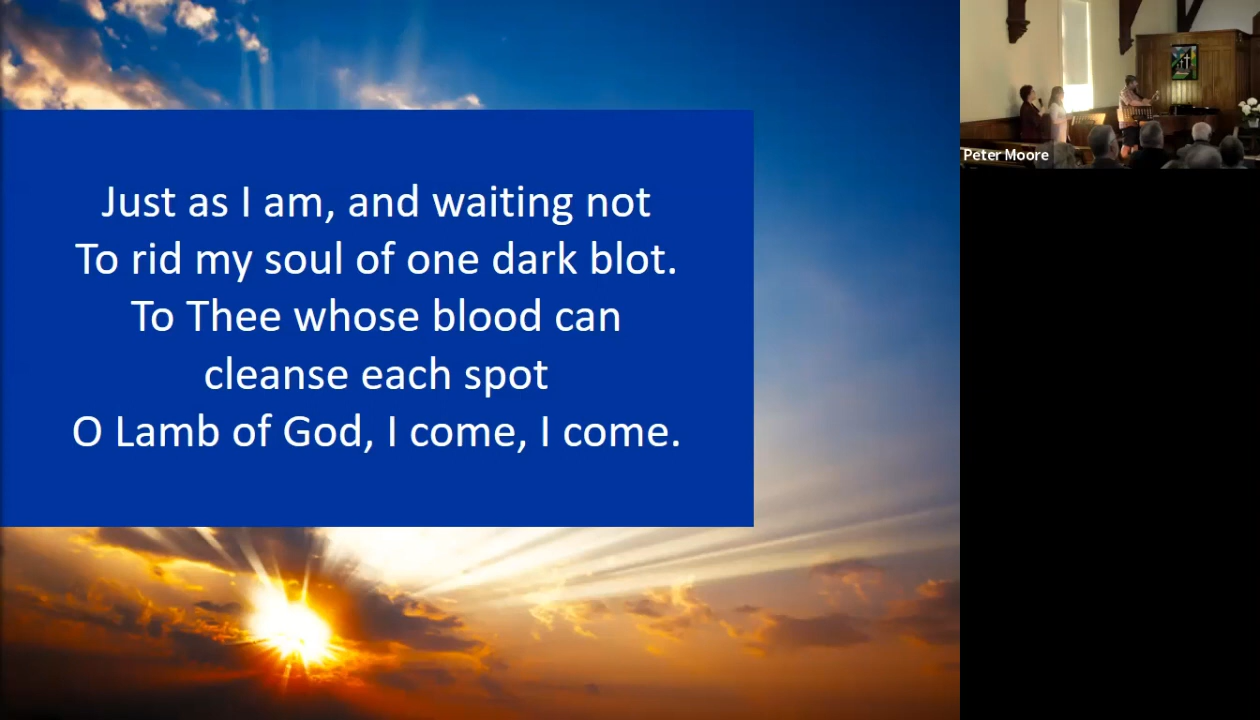 Just as I am, and waiting not
To rid my soul of one dark blot.
To Thee whose blood can
cleanse each spot
O Lamb of God, I come, I come.
Peter Moore